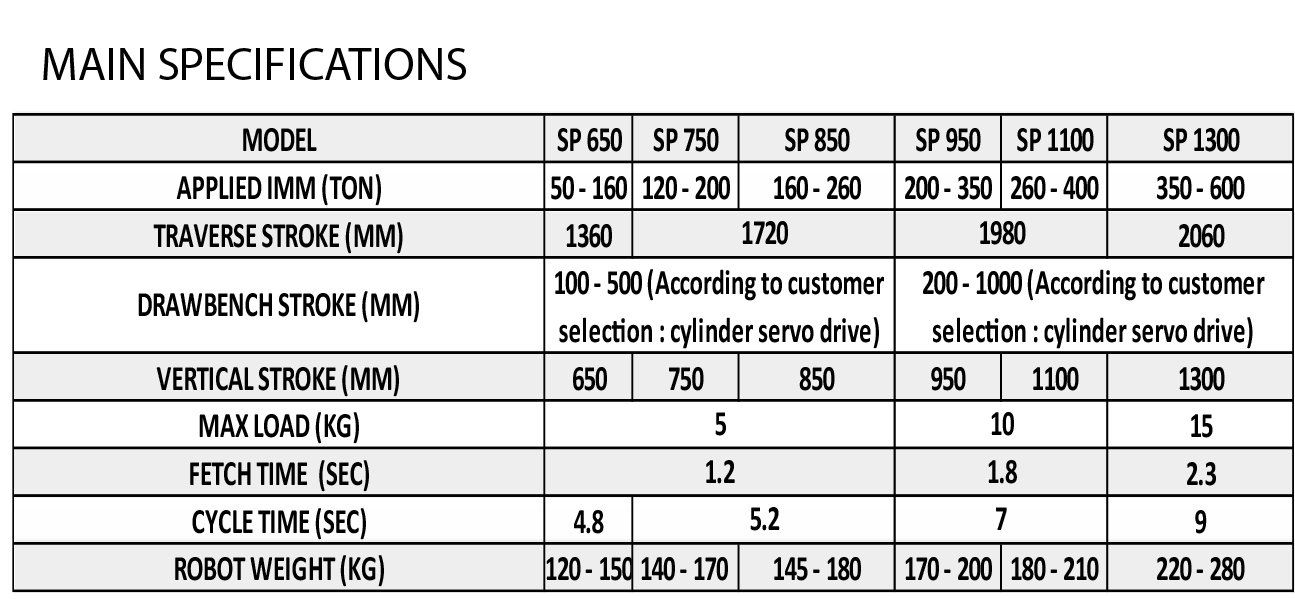 MAIN SPECIFICATIONS
MODEL SP 650 SP 750 SP 850 SP 950 SP 1100 SP 1300
APPLIED IMM (TON) 50 - 160 120 - 200 160 - 260 200 - 350 260 - 400 350 - 600
TRAVERSE STROKE (MM) 1360 1720 1980 2060
DRAWBENCH STROKE (MM) 100 - 500 (According to customer 200 - 1000 (According to customer
selection : cylinder servo drive) selection : cylinder servo drive)
VERTICAL STROKE (MM) 650 750 850 950 1100 1300
MAX LOAD (KG) 5 10 15
FETCH TIME (SEC) 1.2 1.8 2.3
CYCLE TIME (SEC) 4.8 5.2 7 9
ROBOT WEIGHT (KG) 120 - 150 140 - 170 145 - 180 170 - 200 180 - 210 220 - 280